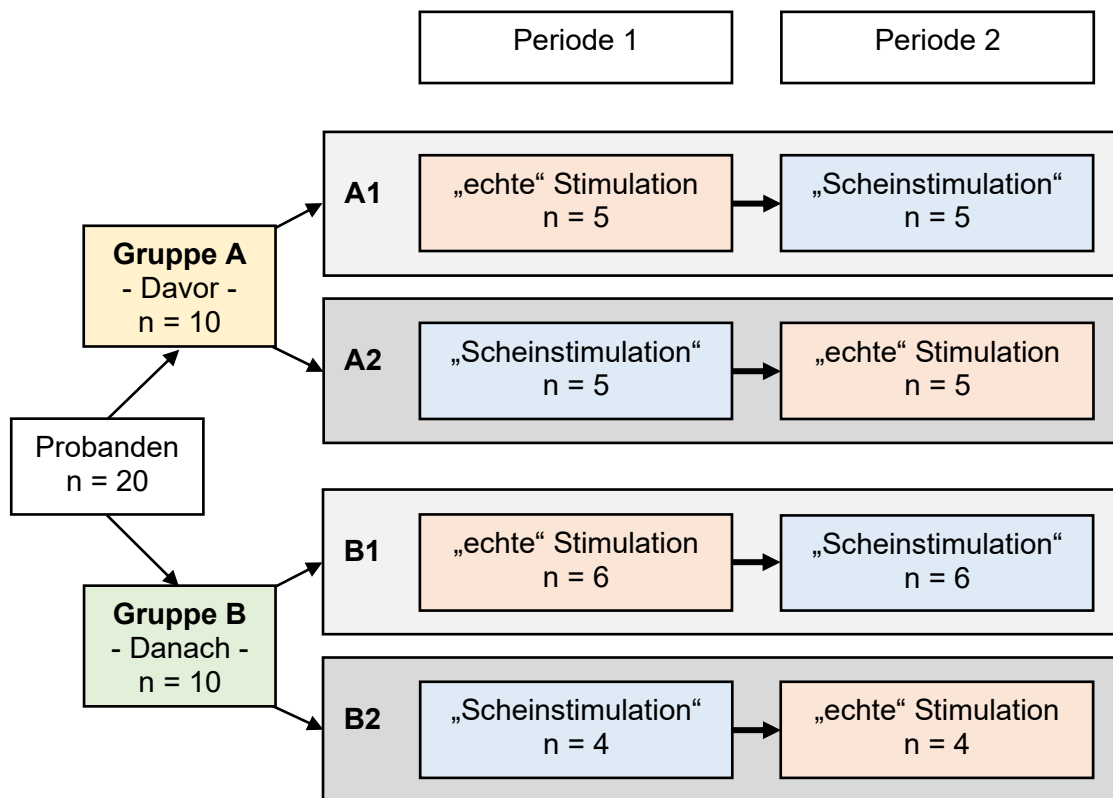 Periode 1
Periode 2
A1
„echte“ Stimulation
n = 5
„Scheinstimulation“
n = 5
Gruppe A
- Davor -
n = 10
A2
„Scheinstimulation“
n = 5
„echte“ Stimulation
n = 5
Probanden
n = 20
B1
„echte“ Stimulation
n = 6
„Scheinstimulation“
n = 6
Gruppe B
- Danach -
n = 10
B2
„Scheinstimulation“
n = 4
„echte“ Stimulation
n = 4